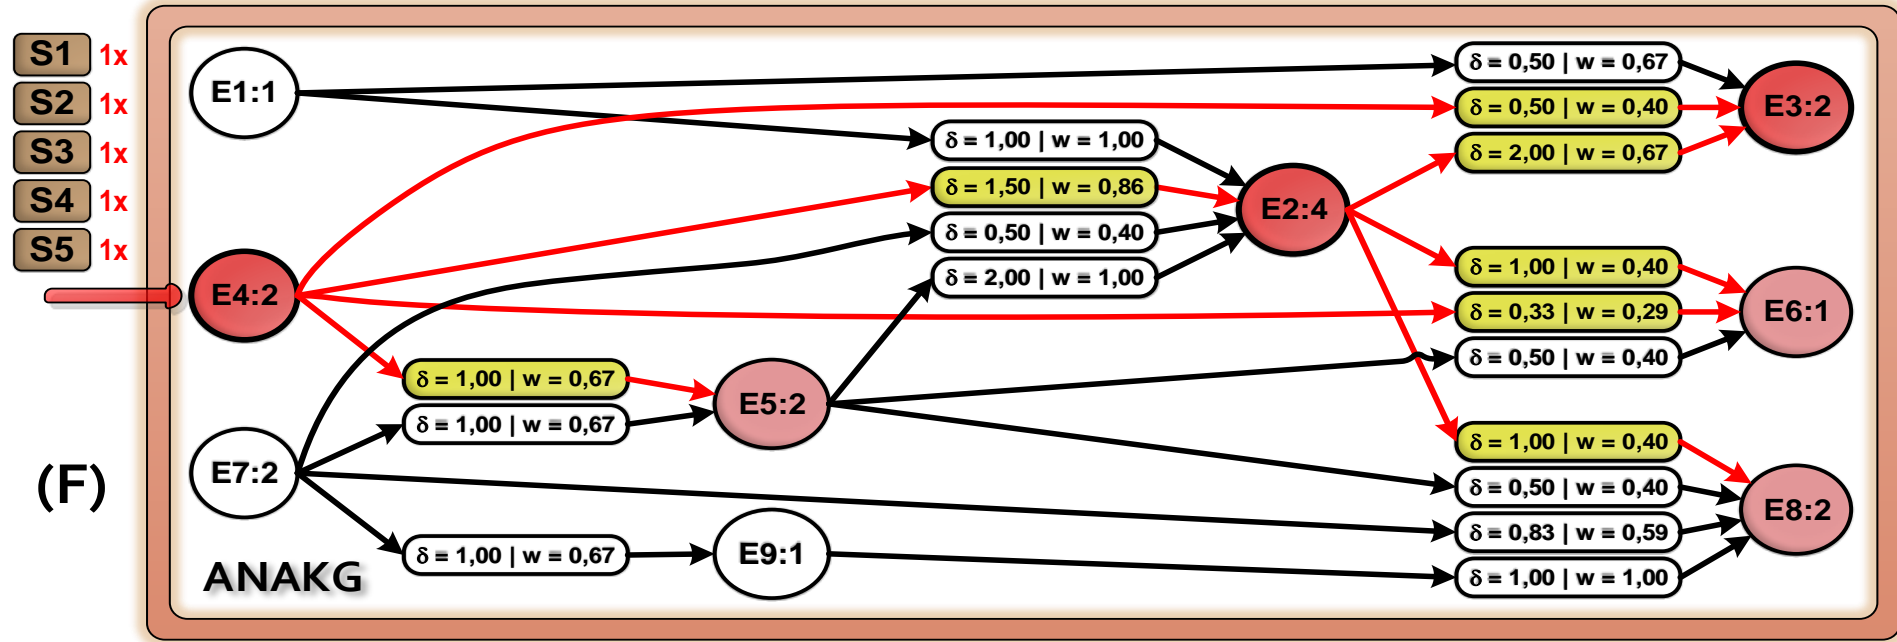 S1 1x
S2 1x
S3 1x
S4 1x
S5 1x
(F)
E1:1
E4:2
E7:2
ANAKG
δ = 1,00 | w = 0,67
δ = 1,00 | w = 0,67
δ = 1,00 | w = 0,67
E5:2
E9:1
δ = 1,00 | w = 1,00
δ = 1,50 | w = 0,86
δ = 0,50 | w = 0,40
δ = 2,00 | w = 1,00
E2:4
δ = 0,50 | w = 0,67
δ = 0,50 | w = 0,40
δ = 2,00 | w = 0,67
δ = 1,00 | w = 0,40
δ = 0,33 | w = 0,29
δ = 0,50 | w = 0,40
δ = 1,00 | w = 0,40
δ = 0,50 | w = 0,40
δ = 0,83 | w = 0,59
δ = 1,00 | w = 1,00
E3:2
E6:1
E8:2